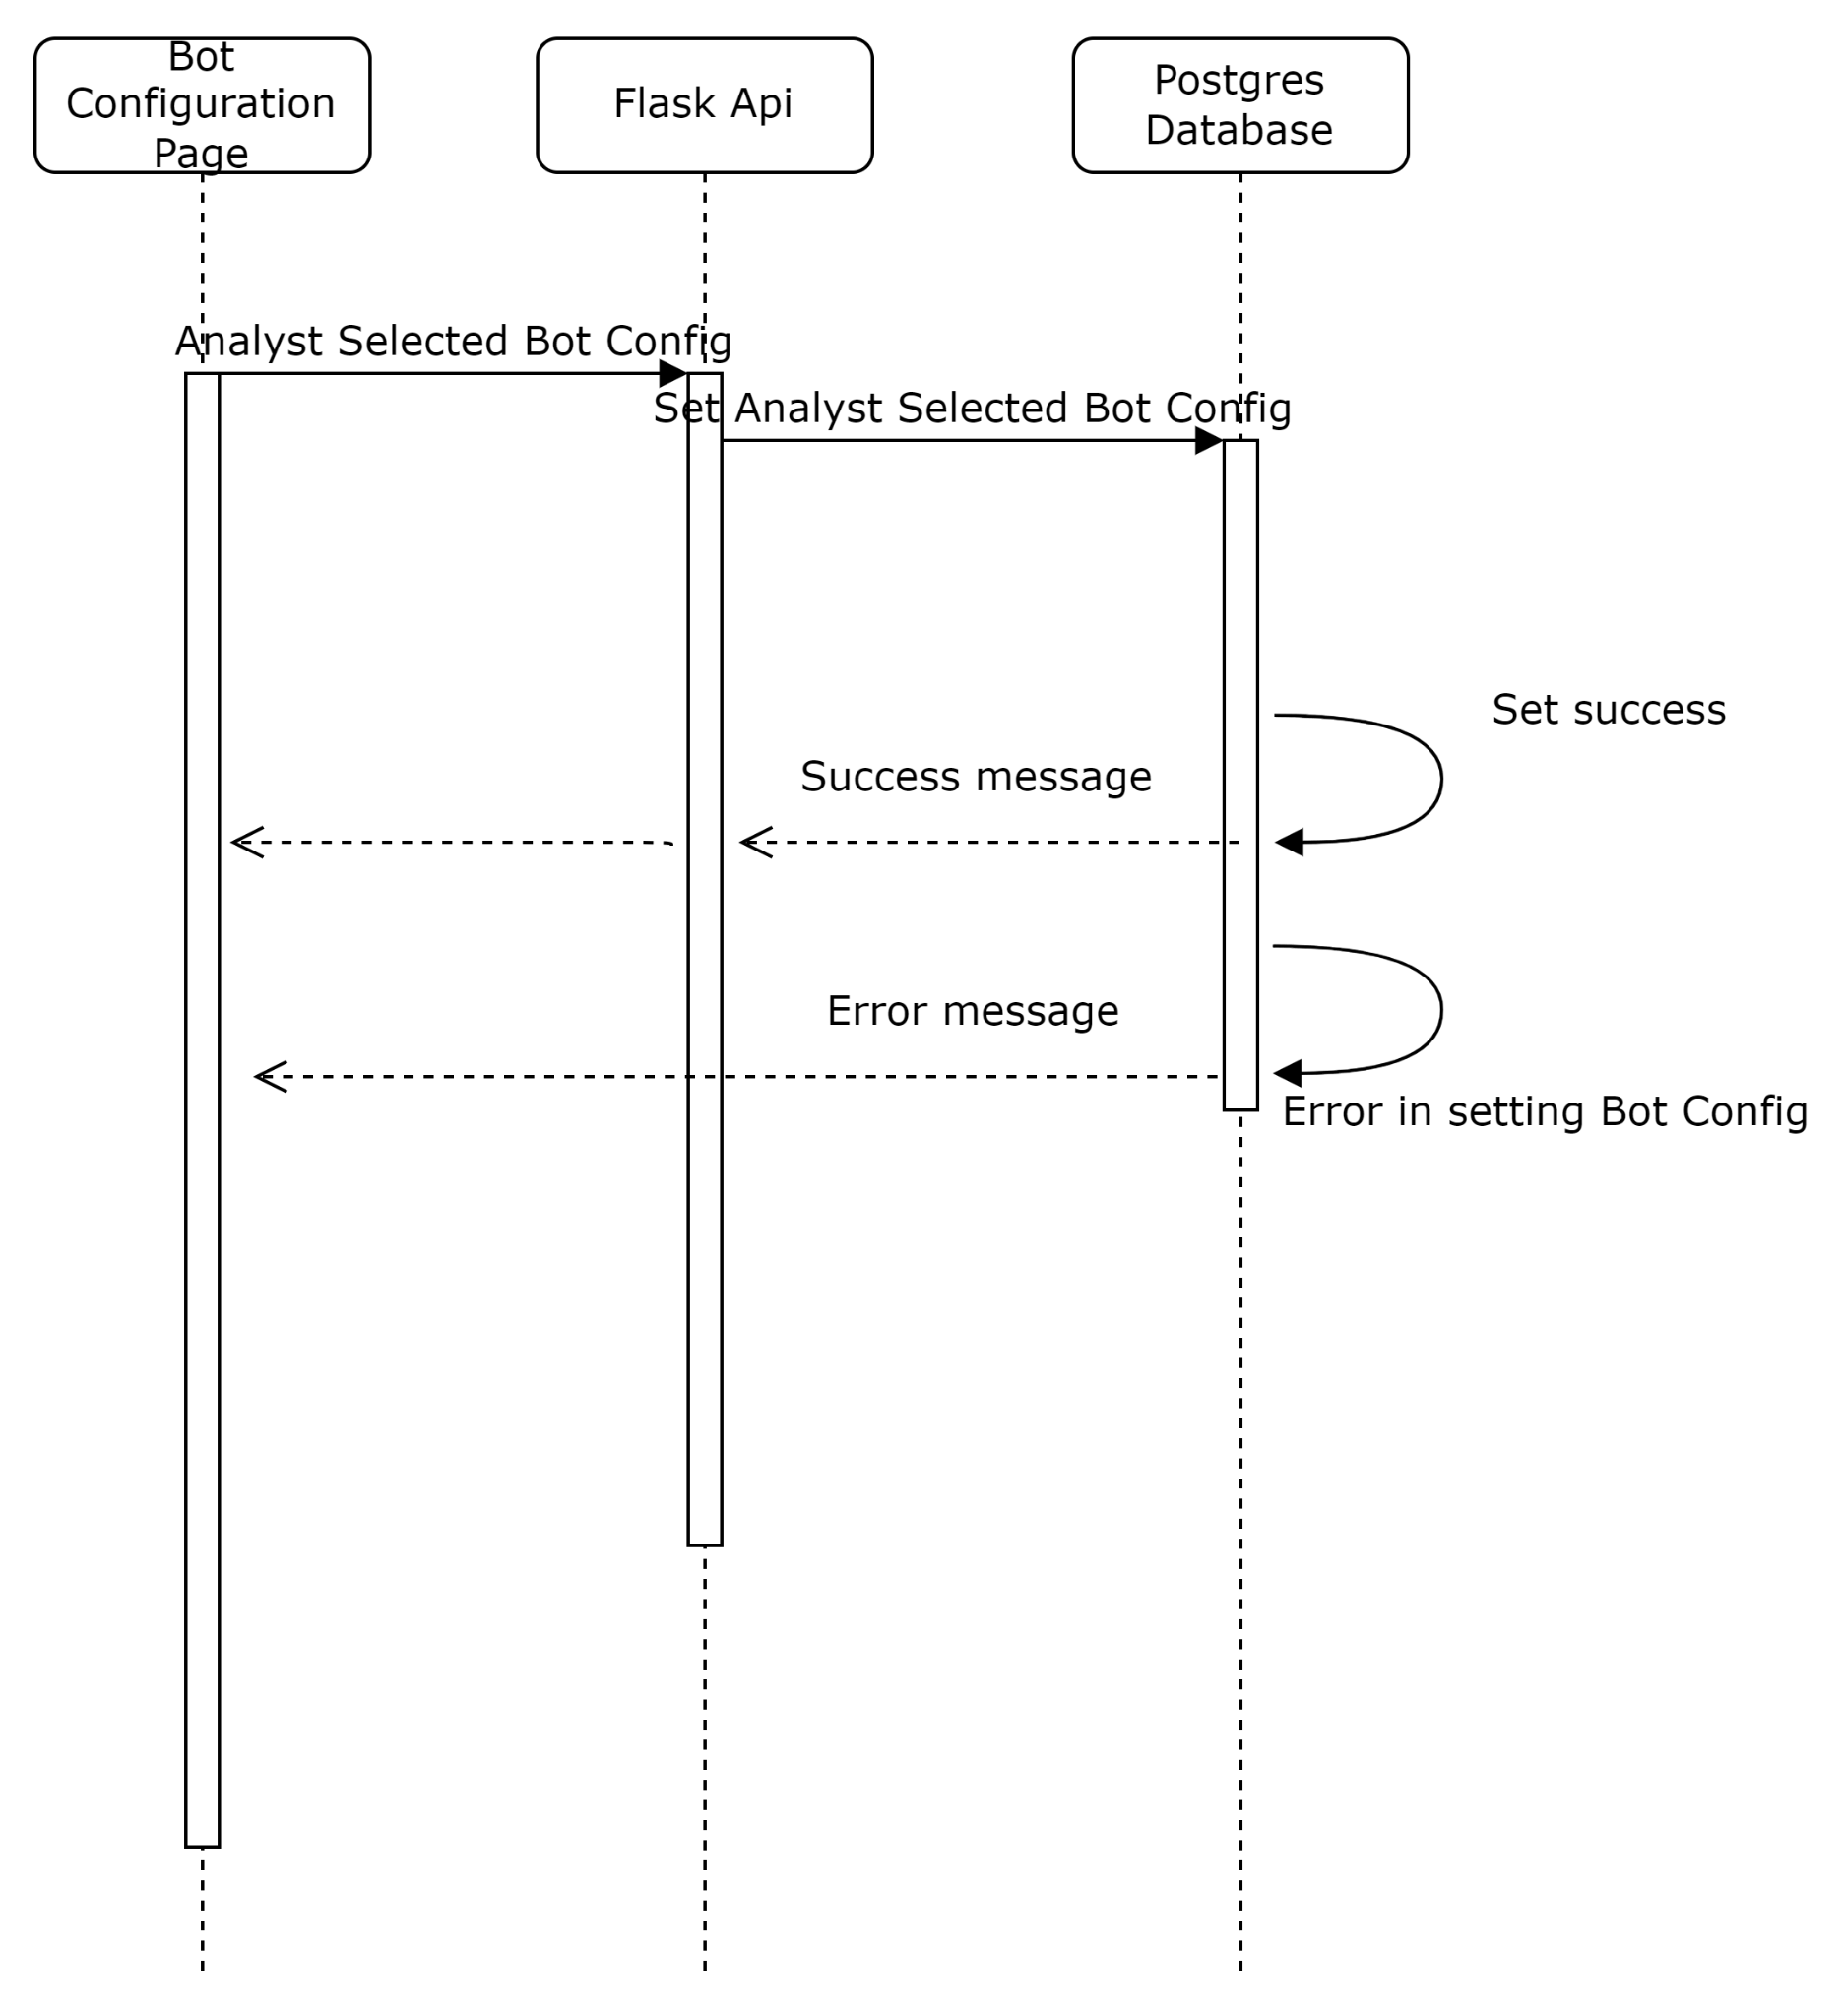 Bot
Configuration
Page
Flask Api
Postgres
Database
Analyst Selected Bot Config
Set Analyst Selected Bot Config
Set success
Success message
Error message
Error in setting Bot Config